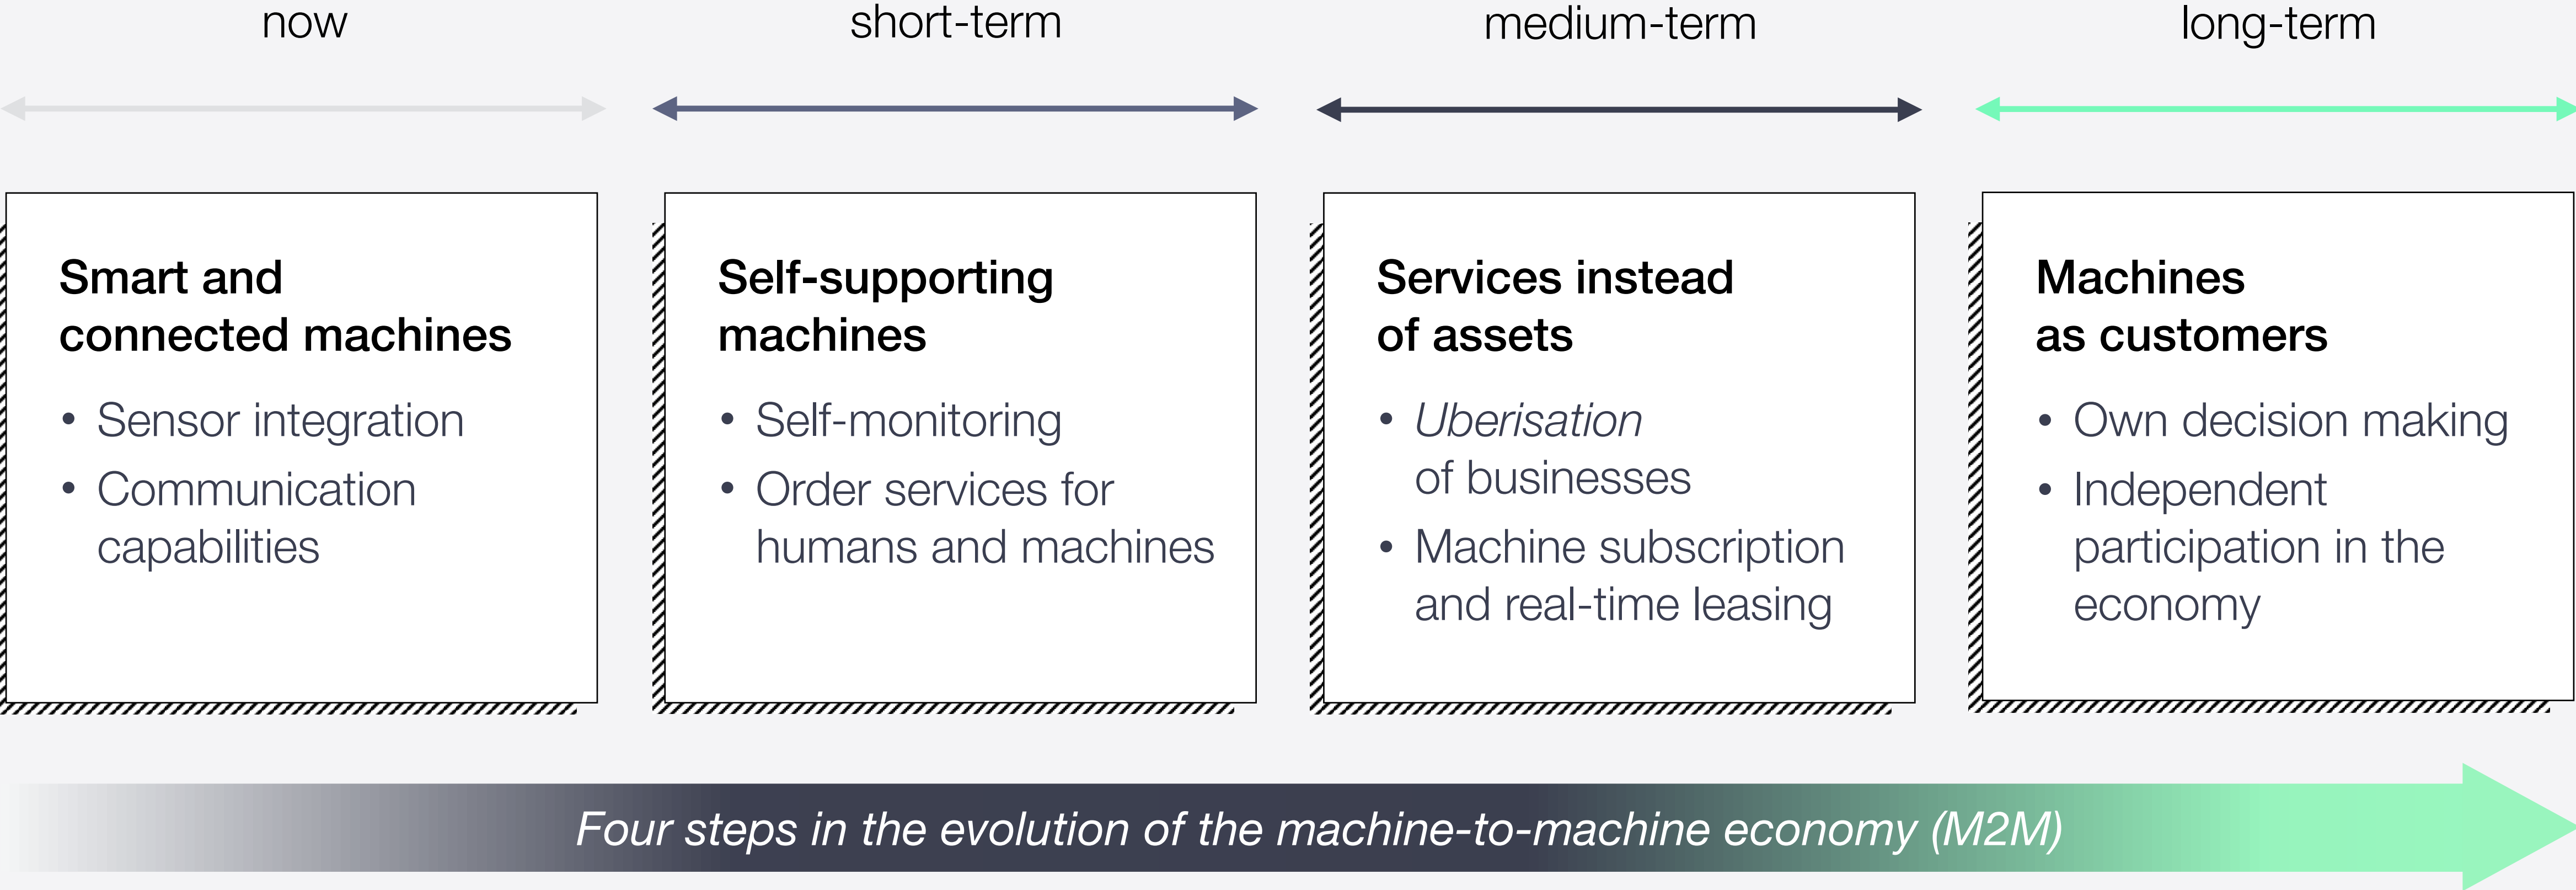 now
short-term
medium-term
long-term
Smart and
connected machines
• Sensor integration
• Communication
capabilities
Self-supporting
machines
• Self-monitoring
• Order services for
humans and machines
Services instead
of assets
• Uberisation
of businesses
• Machine subscription
and real-time leasing
Machines
as customers
• Own decision making
• Independent
participation in the
economy
Four steps in the evolution of the machine-to-machine economy (M2M)